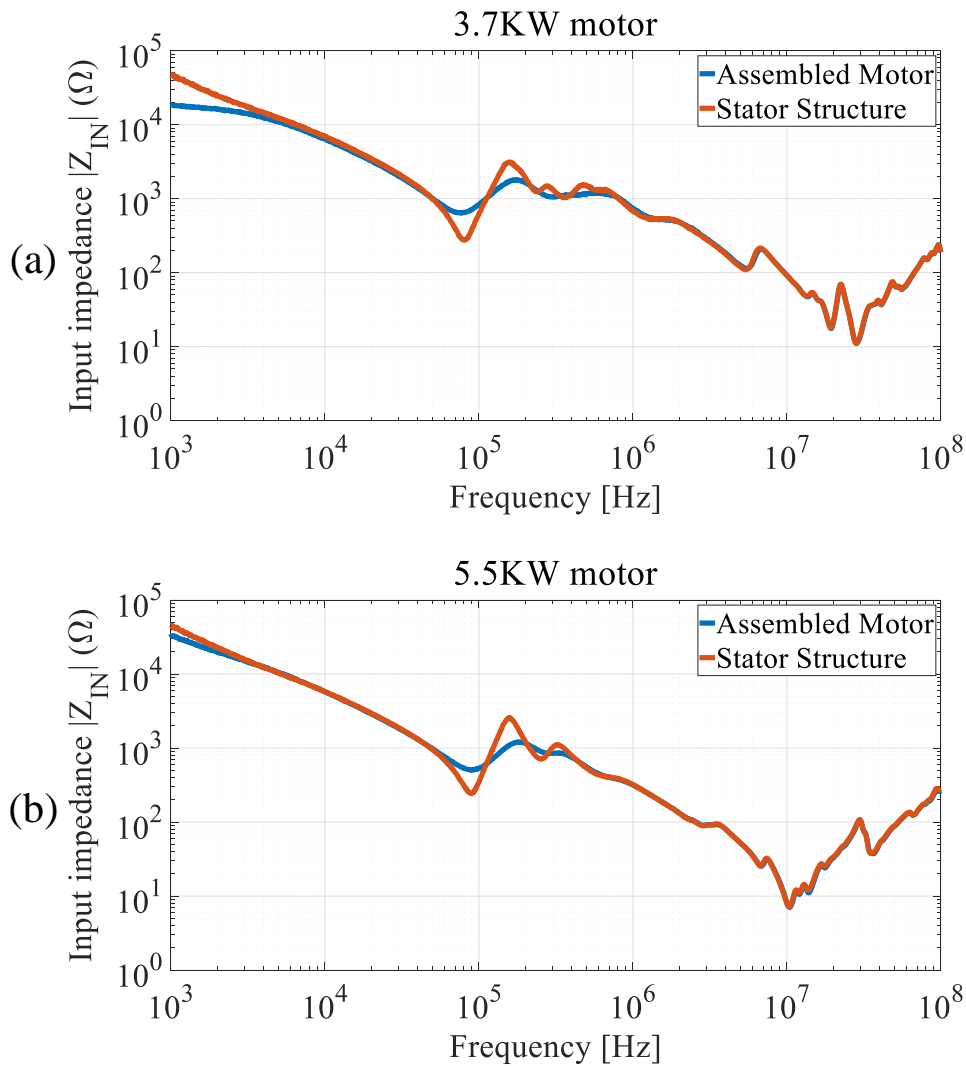 3.7KW motor
Assembled Motor
Stator Structure
(a)
Input impedance |Z_IN| (Ω)
10^5
10^4
10^3
10^2
10^1
10^0
10^3 10^4 10^5 10^6 10^7 10^8
Frequency [Hz]
5.5KW motor
Assembled Motor
Stator Structure
(b)
Input impedance |Z_IN| (Ω)
10^5
10^4
10^3
10^2
10^1
10^0
10^3 10^4 10^5 10^6 10^7 10^8
Frequency [Hz]